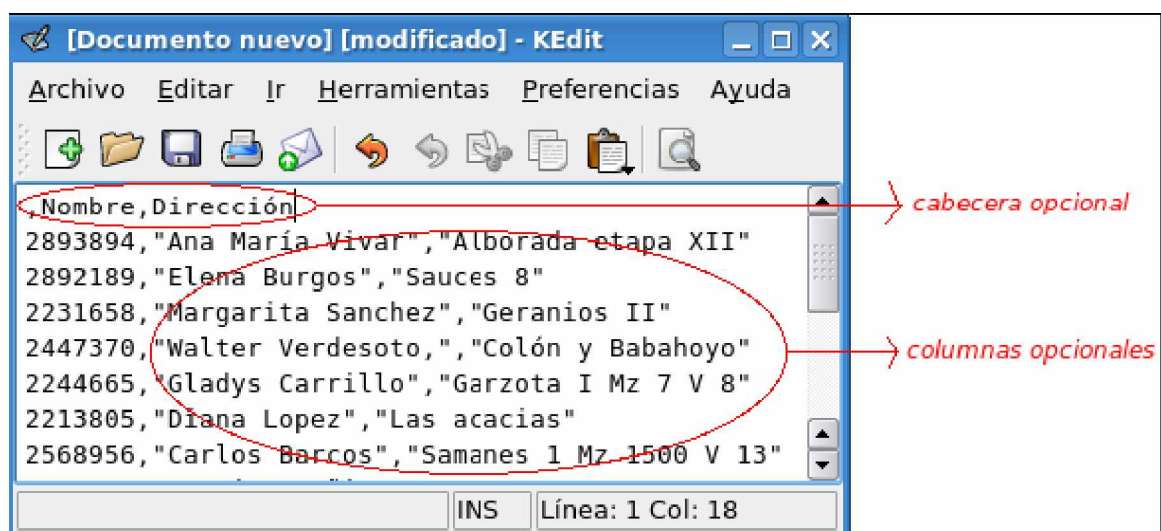 [Documento nuevo] [modificado] - KEdit
Archivo Editar Ir Herramientas Preferencias Ayuda
,Nombre,Dirección
cabecera opcional
2893894,"Ana María Vivar","Alborada etapa XII"
2892189,"Elena Burgos","Sauces 8"
2231658,"Margarita Sanchez","Geranios II"
2447370,"Walter Verdesoto,","Colón y Babahoyo"
columnas opcionales
2244665,"Gladys Carrillo","Garzota I Mz 7 V 8"
2213805,"Diana Lopez","Las acacias"
2568956,"Carlos Barcos","Samanes 1 Mz 1500 V 13"
INS Línea: 1 Col: 18